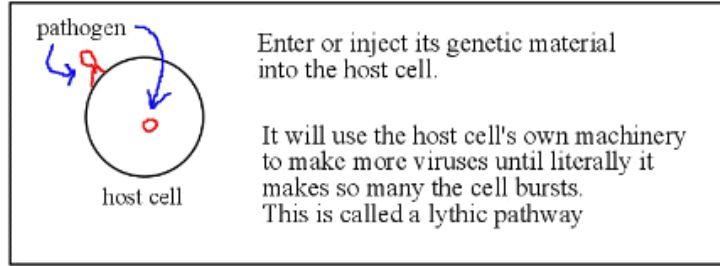 pathogen
Enter or inject its genetic material
into the host cell.
It will use the host cell's own machinery
to make more viruses until literally it
makes so many the cell bursts.
This is called a lythic pathway
host cell